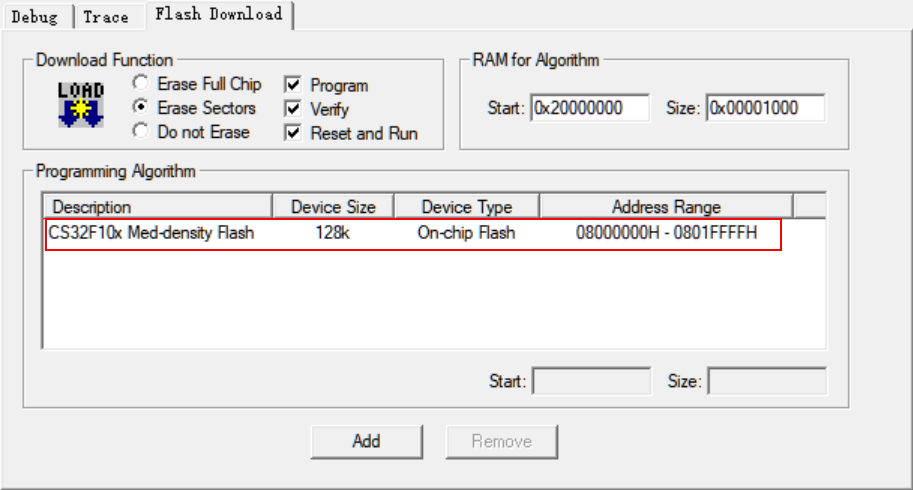 Debug Trace Flash Download
Download Function
LOAD
Erase Full Chip
Erase Sectors
Do not Erase
Program
Verify
Reset and Run
RAM for Algorithm
Start: 0x20000000 Size: 0x00001000
Programming Algorithm
Description Device Size Device Type Address Range
CS32F10x Med-density Flash 128k On-chip Flash 08000000H - 0801FFFFH
Start: Size:
Add Remove